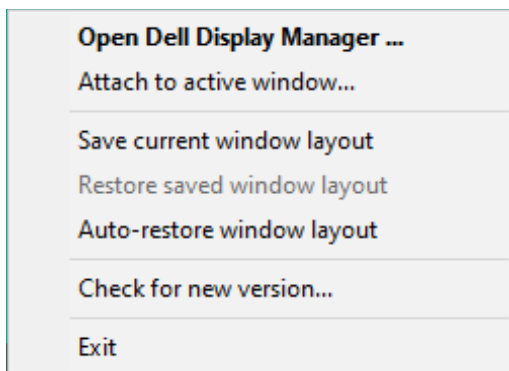 Open Dell Display Manager ...
Attach to active window...
Save current window layout
Restore saved window layout
Auto-restore window layout
Check for new version...
Exit